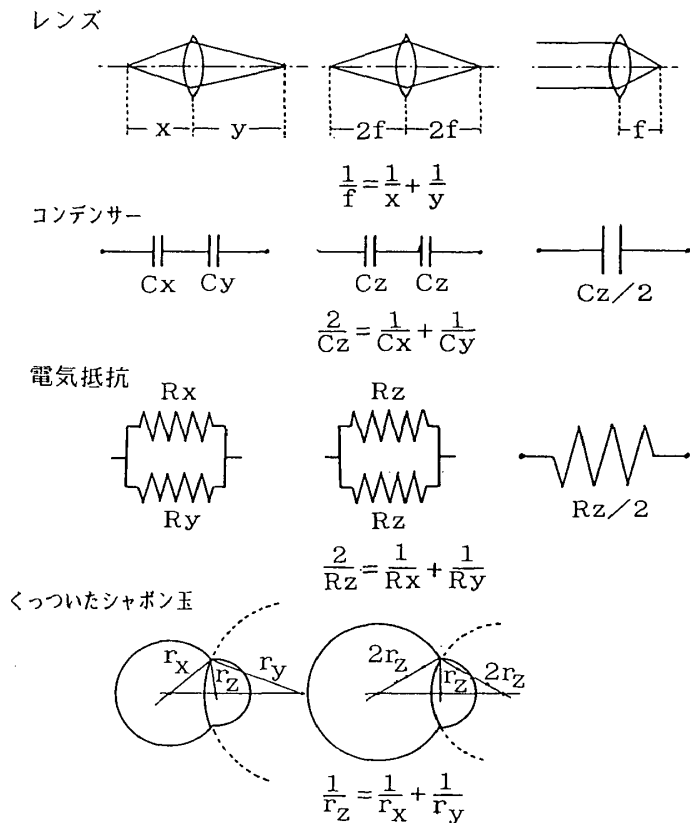 レンズ
x y 2f 2f f
1/f = 1/x + 1/y
コンデンサー
Cx Cy Cz Cz Cz/2
2/Cz = 1/Cx + 1/Cy
電気抵抗
Rx Rz
Ry Rz Rz/2
2/Rz = 1/Rx + 1/Ry
くっついたシャボン玉
rx rz ry 2rz rz 2rz
1/rz = 1/rx + 1/ry